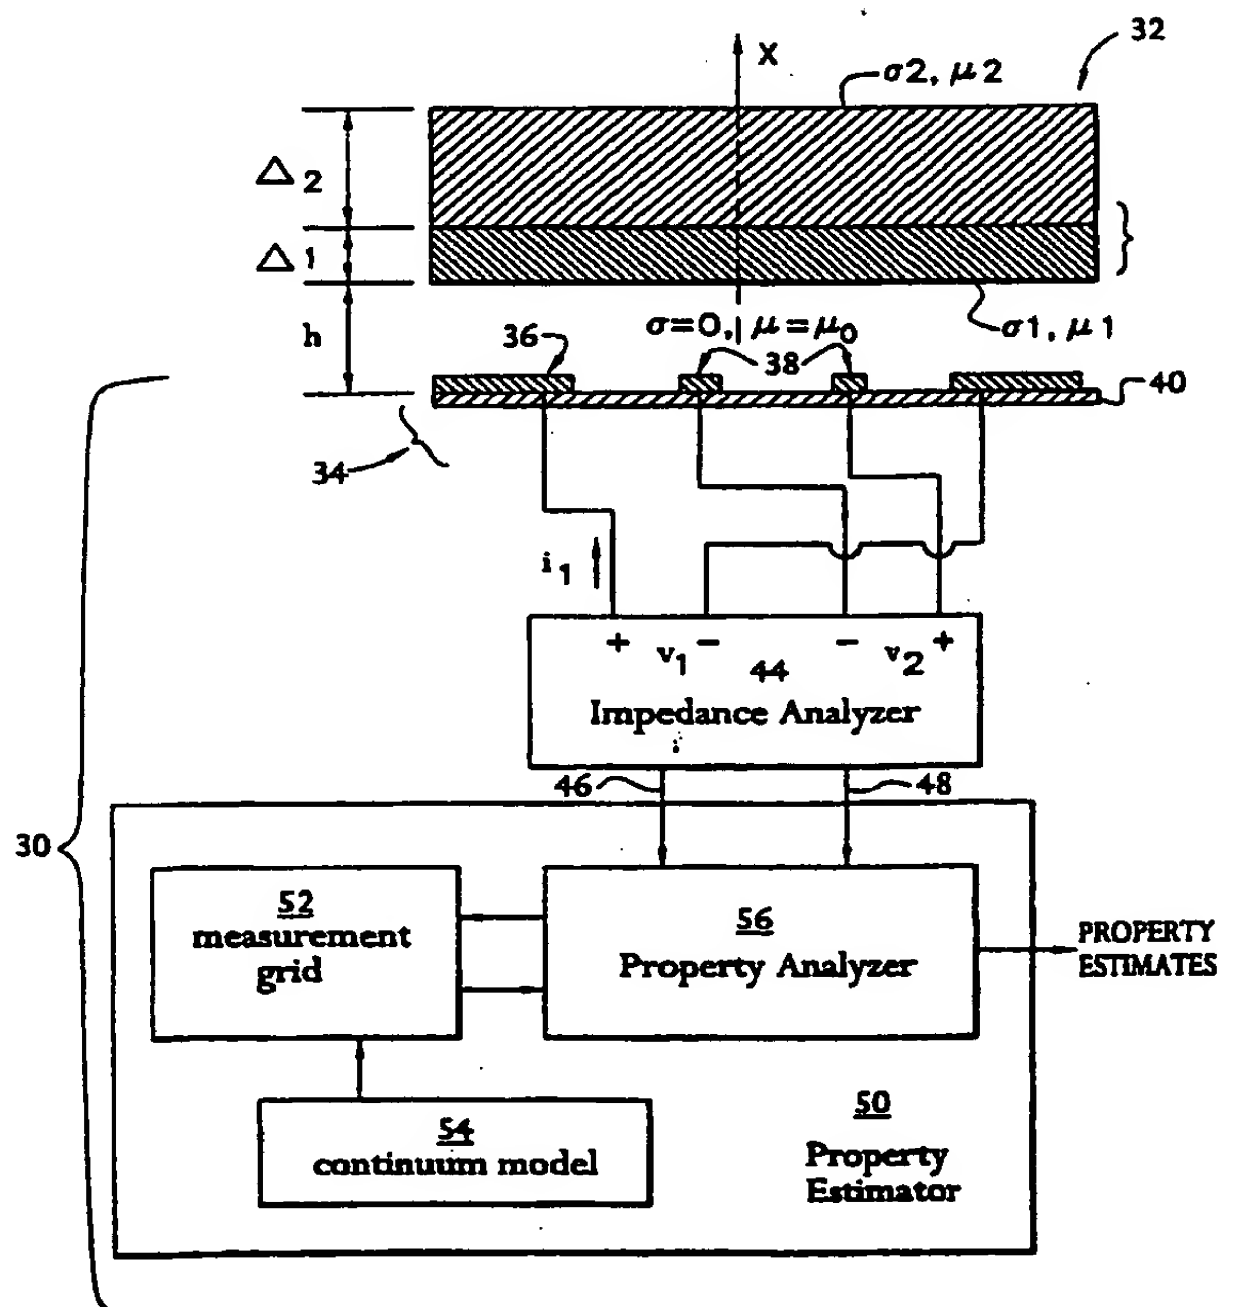 32
X
σ2, μ2
Δ2
Δ1
h
σ=0, μ=μ0
σ1, μ1
36
38
40
34
i1
+ v1 − − v2 +
44
Impedance Analyzer
46
48
30
52
measurement
grid
56
Property Analyzer
PROPERTY
ESTIMATES
54
continuum model
50
Property
Estimator